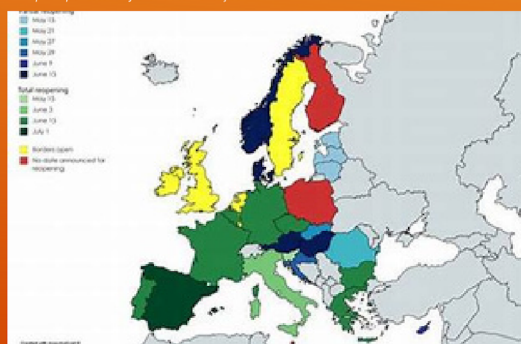 Partial reopening
May 15
May 21
May 27
May 29
June 9
June 15
Total reopening
May 15
June 3
June 15
July 1
Borders open
No date announced for
reopening